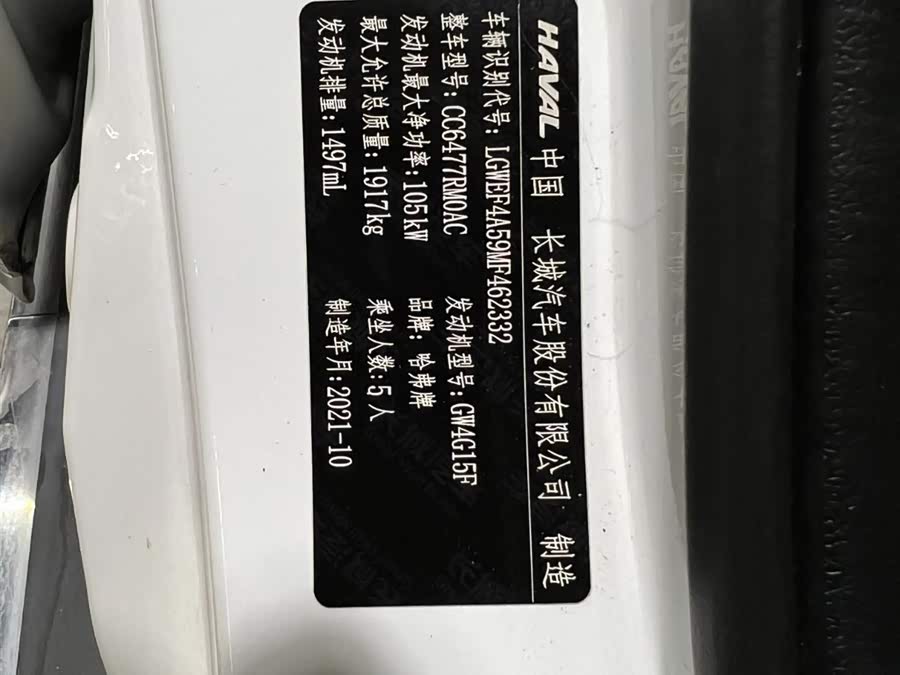 HAVAL 中国 长城汽车股份有限公司 制造
车辆识别代号: LGWEF4A59MF462332
整车型号: CC6477RM0AC 发动机型号: GW4G15F
发动机最大净功率: 105kW 品牌: 哈弗牌
最大允许总质量: 1917kg 乘坐人数: 5人
发动机排量: 1497mL 制造年月: 2021-10